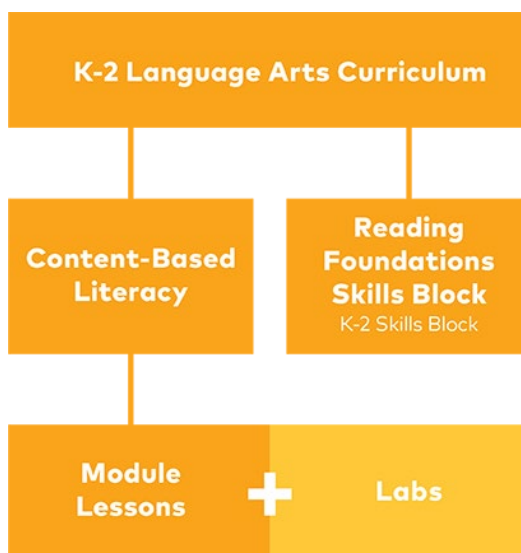 K-2 Language Arts Curriculum
Content-Based
Literacy
Reading
Foundations
Skills Block
K-2 Skills Block
Module
Lessons
+
Labs